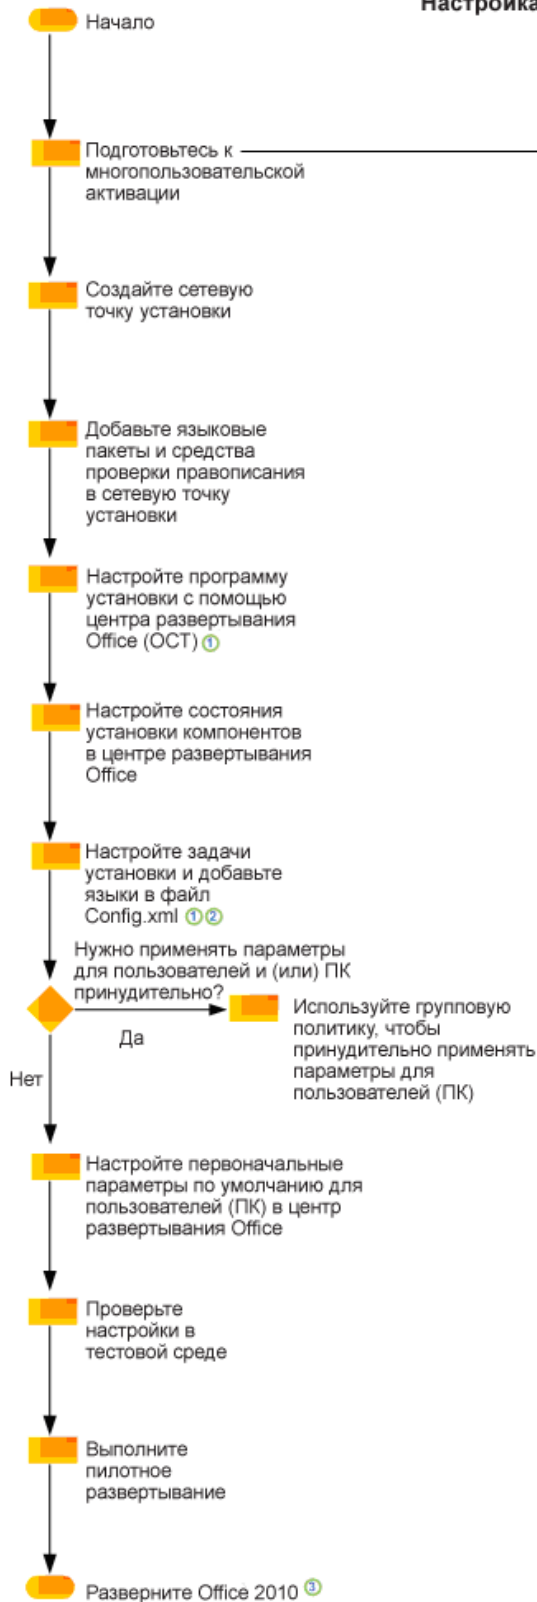 Настройка
Начало
Подготовьтесь к
многопользовательской
активации
Создайте сетевую
точку установки
Добавьте языковые
пакеты и средства
проверки правописания
в сетевую точку
установки
Настройте программу
установки с помощью
центра развертывания
Office (OCT) 1
Настройте состояния
установки компонентов
в центре развертывания
Office
Настройте задачи
установки и добавьте
языки в файл
Config.xml 1 2
Нужно применять параметры
для пользователей и (или) ПК
принудительно?
Да
Используйте групповую
политику, чтобы
принудительно применять
параметры для
пользователей (ПК)
Нет
Настройте первоначальные
параметры по умолчанию для
пользователей (ПК) в центр
развертывания Office
Проверьте
настройки в
тестовой среде
Выполните
пилотное
развертывание
Разверните Office 2010 3